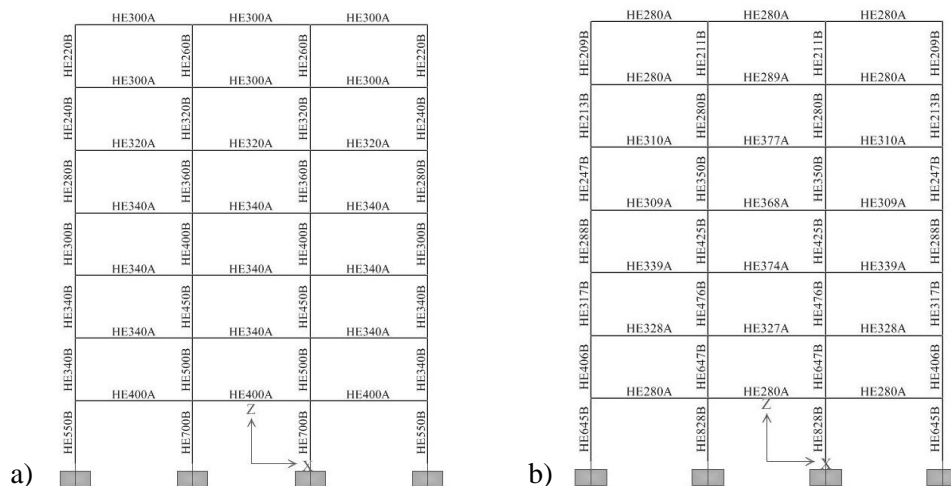 HE300A HE300A HE300A
HE220B HE260B HE260B HE220B
HE300A HE300A HE300A
HE240B HE320B HE320B HE240B
HE320A HE320A HE320A
HE280B HE360B HE360B HE280B
HE340A HE340A HE340A
HE300B HE400B HE400B HE300B
HE340A HE340A HE340A
HE340B HE450B HE450B HE340B
HE340A HE340A HE340A
HE340B HE500B HE500B HE340B
HE400A HE400A HE400A
Z
HE550B HE700B HE700B HE550B
X
a)
HE280A HE280A HE280A
HE209B HE211B HE211B HE209B
HE280A HE289A HE280A
HE213B HE280B HE280B HE213B
HE310A HE377A HE310A
HE247B HE350B HE350B HE247B
HE309A HE368A HE309A
HE288B HE425B HE425B HE288B
HE339A HE374A HE339A
HE317B HE476B HE476B HE317B
HE328A HE327A HE328A
HE406B HE647B HE647B HE406B
HE280A HE280A HE280A
Z
HE645B HE828B HE828B HE645B
X
b)